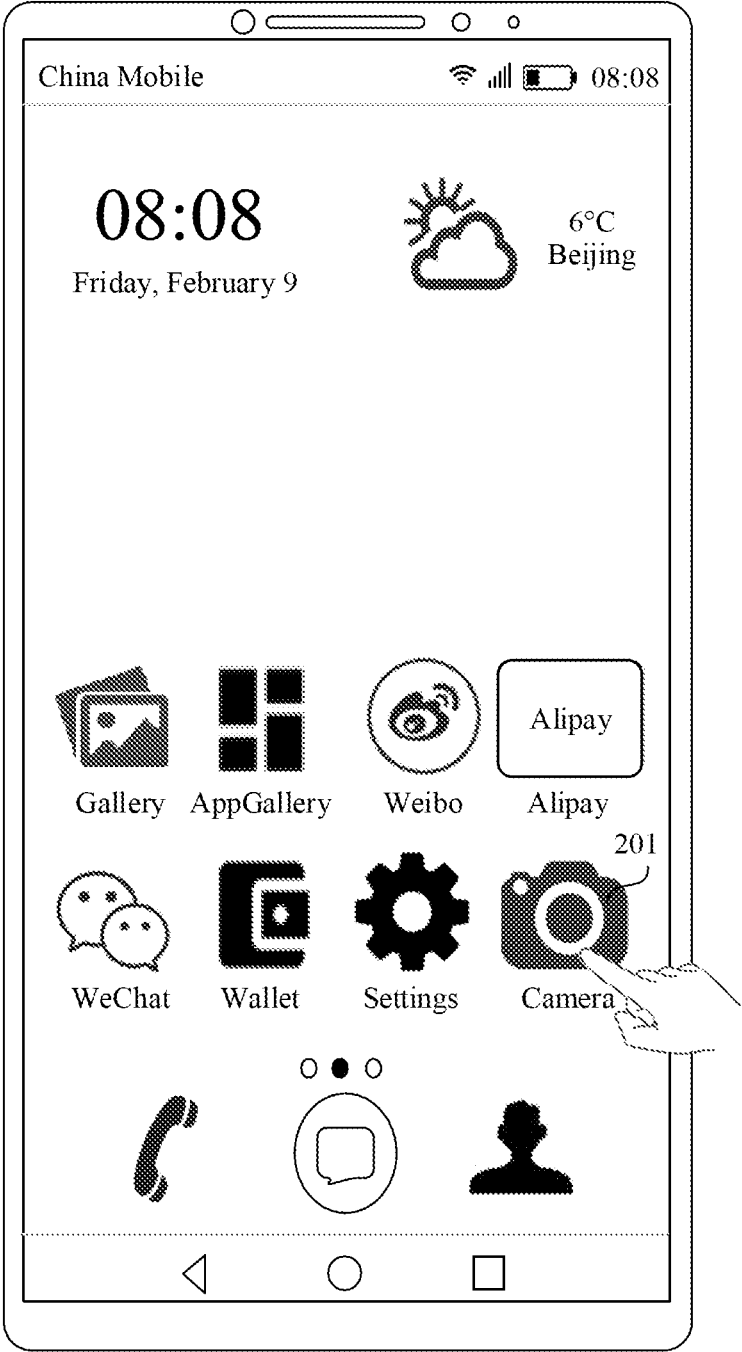 China Mobile 08:08
08:08
6°C
Beijing
Friday, February 9
Alipay
Gallery AppGallery Weibo Alipay
201
WeChat Wallet Settings Camera